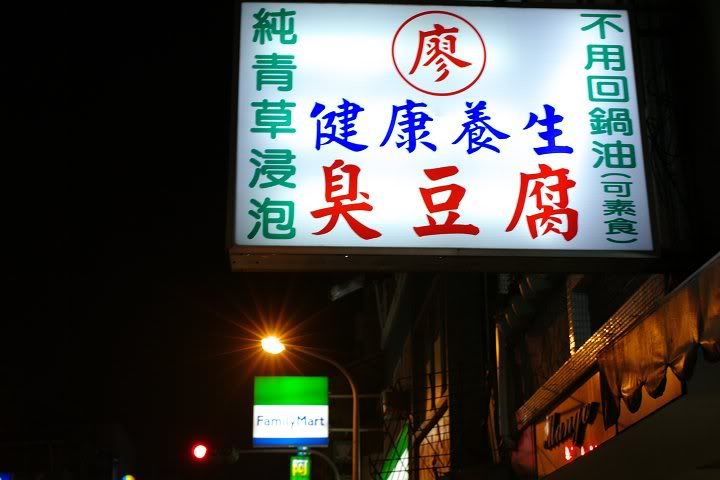 純青草浸泡
廖
健康養生
臭豆腐
不用回鍋油(可素食)
FamilyMart
阿